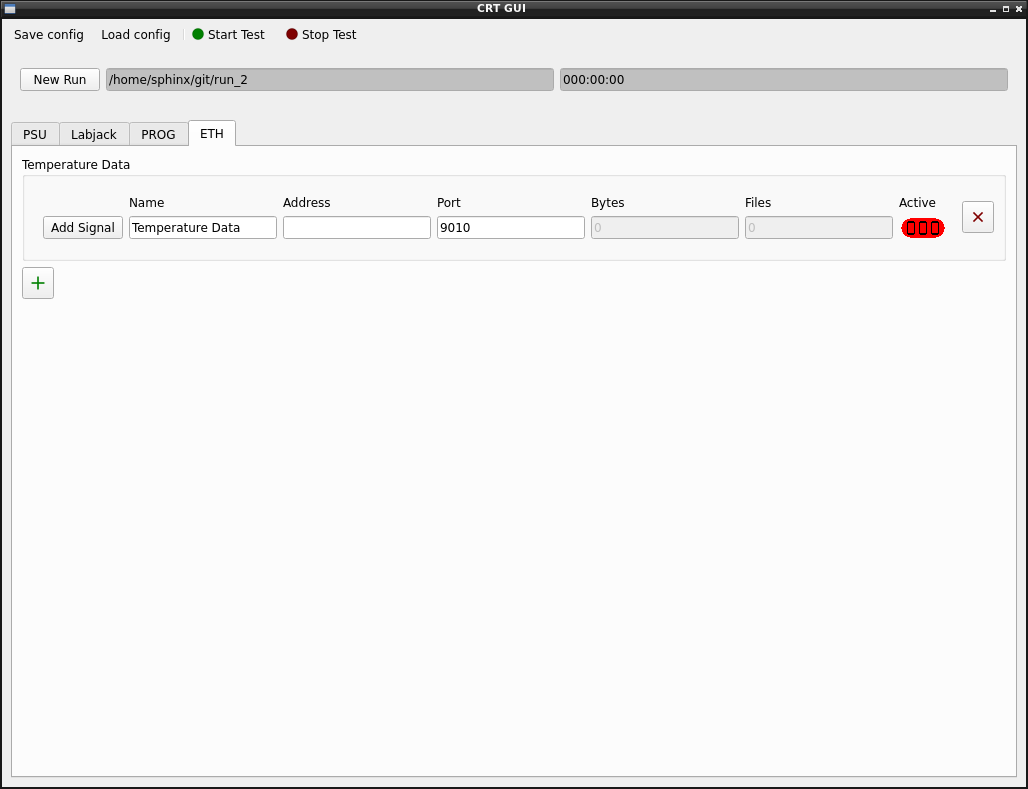 CRT GUI
Save config Load config Start Test Stop Test
New Run /home/sphinx/git/run_2 000:00:00
PSU Labjack PROG ETH
Temperature Data
Name Address Port Bytes Files Active
Add Signal Temperature Data 9010 0 0